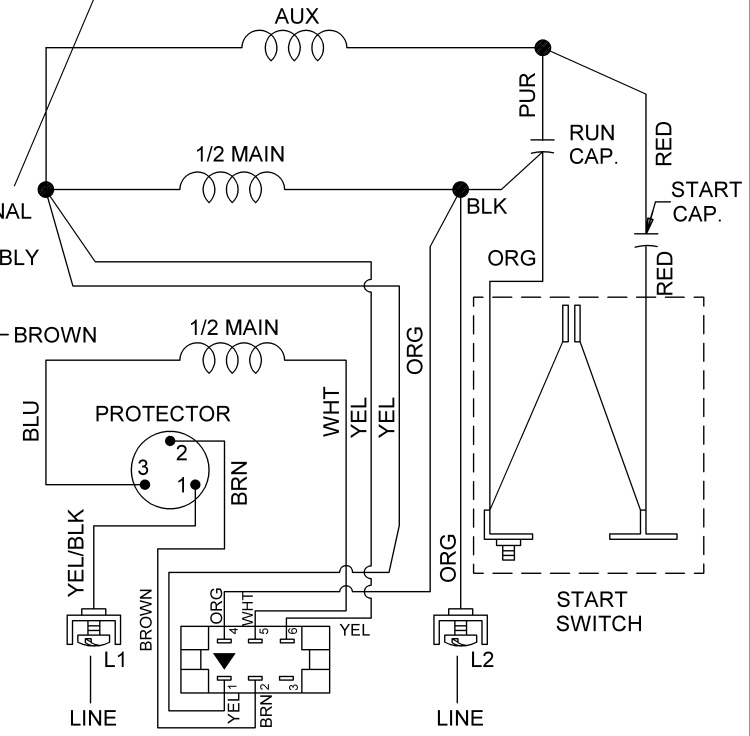 AUX
PUR
RUN
CAP.
RED
1/2 MAIN
START
CAP.
NAL
BLK
BLY
ORG
RED
BROWN
1/2 MAIN
ORG
BLU
WHT
YEL
YEL
PROTECTOR
2
3
1
BRN
YEL/BLK
ORG
BROWN
ORG
WHT
4
5
6
YEL
START
SWITCH
L1
L2
1
2
3
YEL
BRN
LINE
LINE